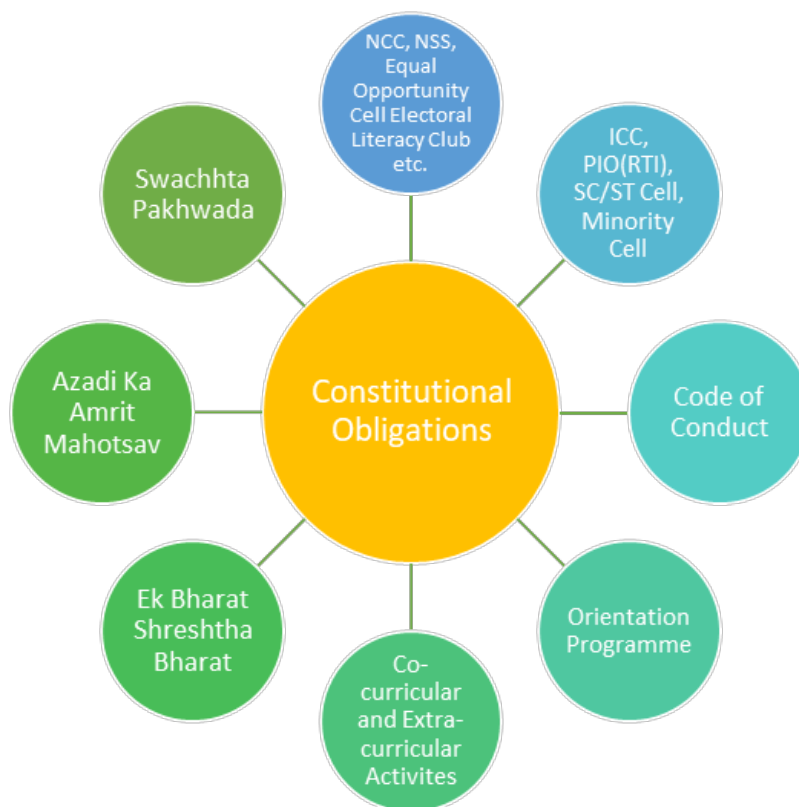 NCC, NSS,
Equal
Opportunity
Cell Electoral
Literacy Club
etc.
ICC,
PIO(RTI),
SC/ST Cell,
Minority
Cell
Code of
Conduct
Orientation
Programme
Co-
curricular
and Extra-
curricular
Activites
Ek Bharat
Shreshtha
Bharat
Azadi Ka
Amrit
Mahotsav
Swachhta
Pakhwada
Constitutional
Obligations